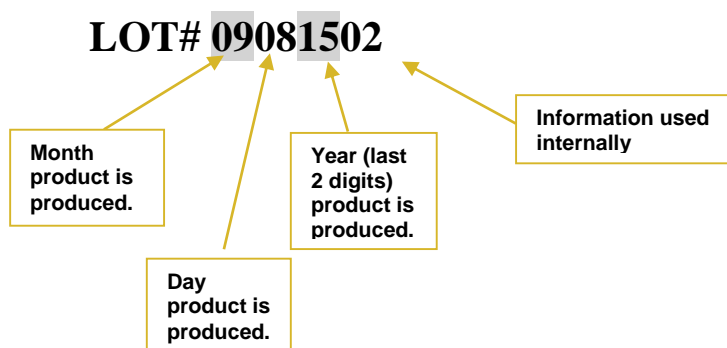 LOT# 09081502
Information used
internally
Month
product is
produced.
Year (last
2 digits)
product is
produced.
Day
product is
produced.